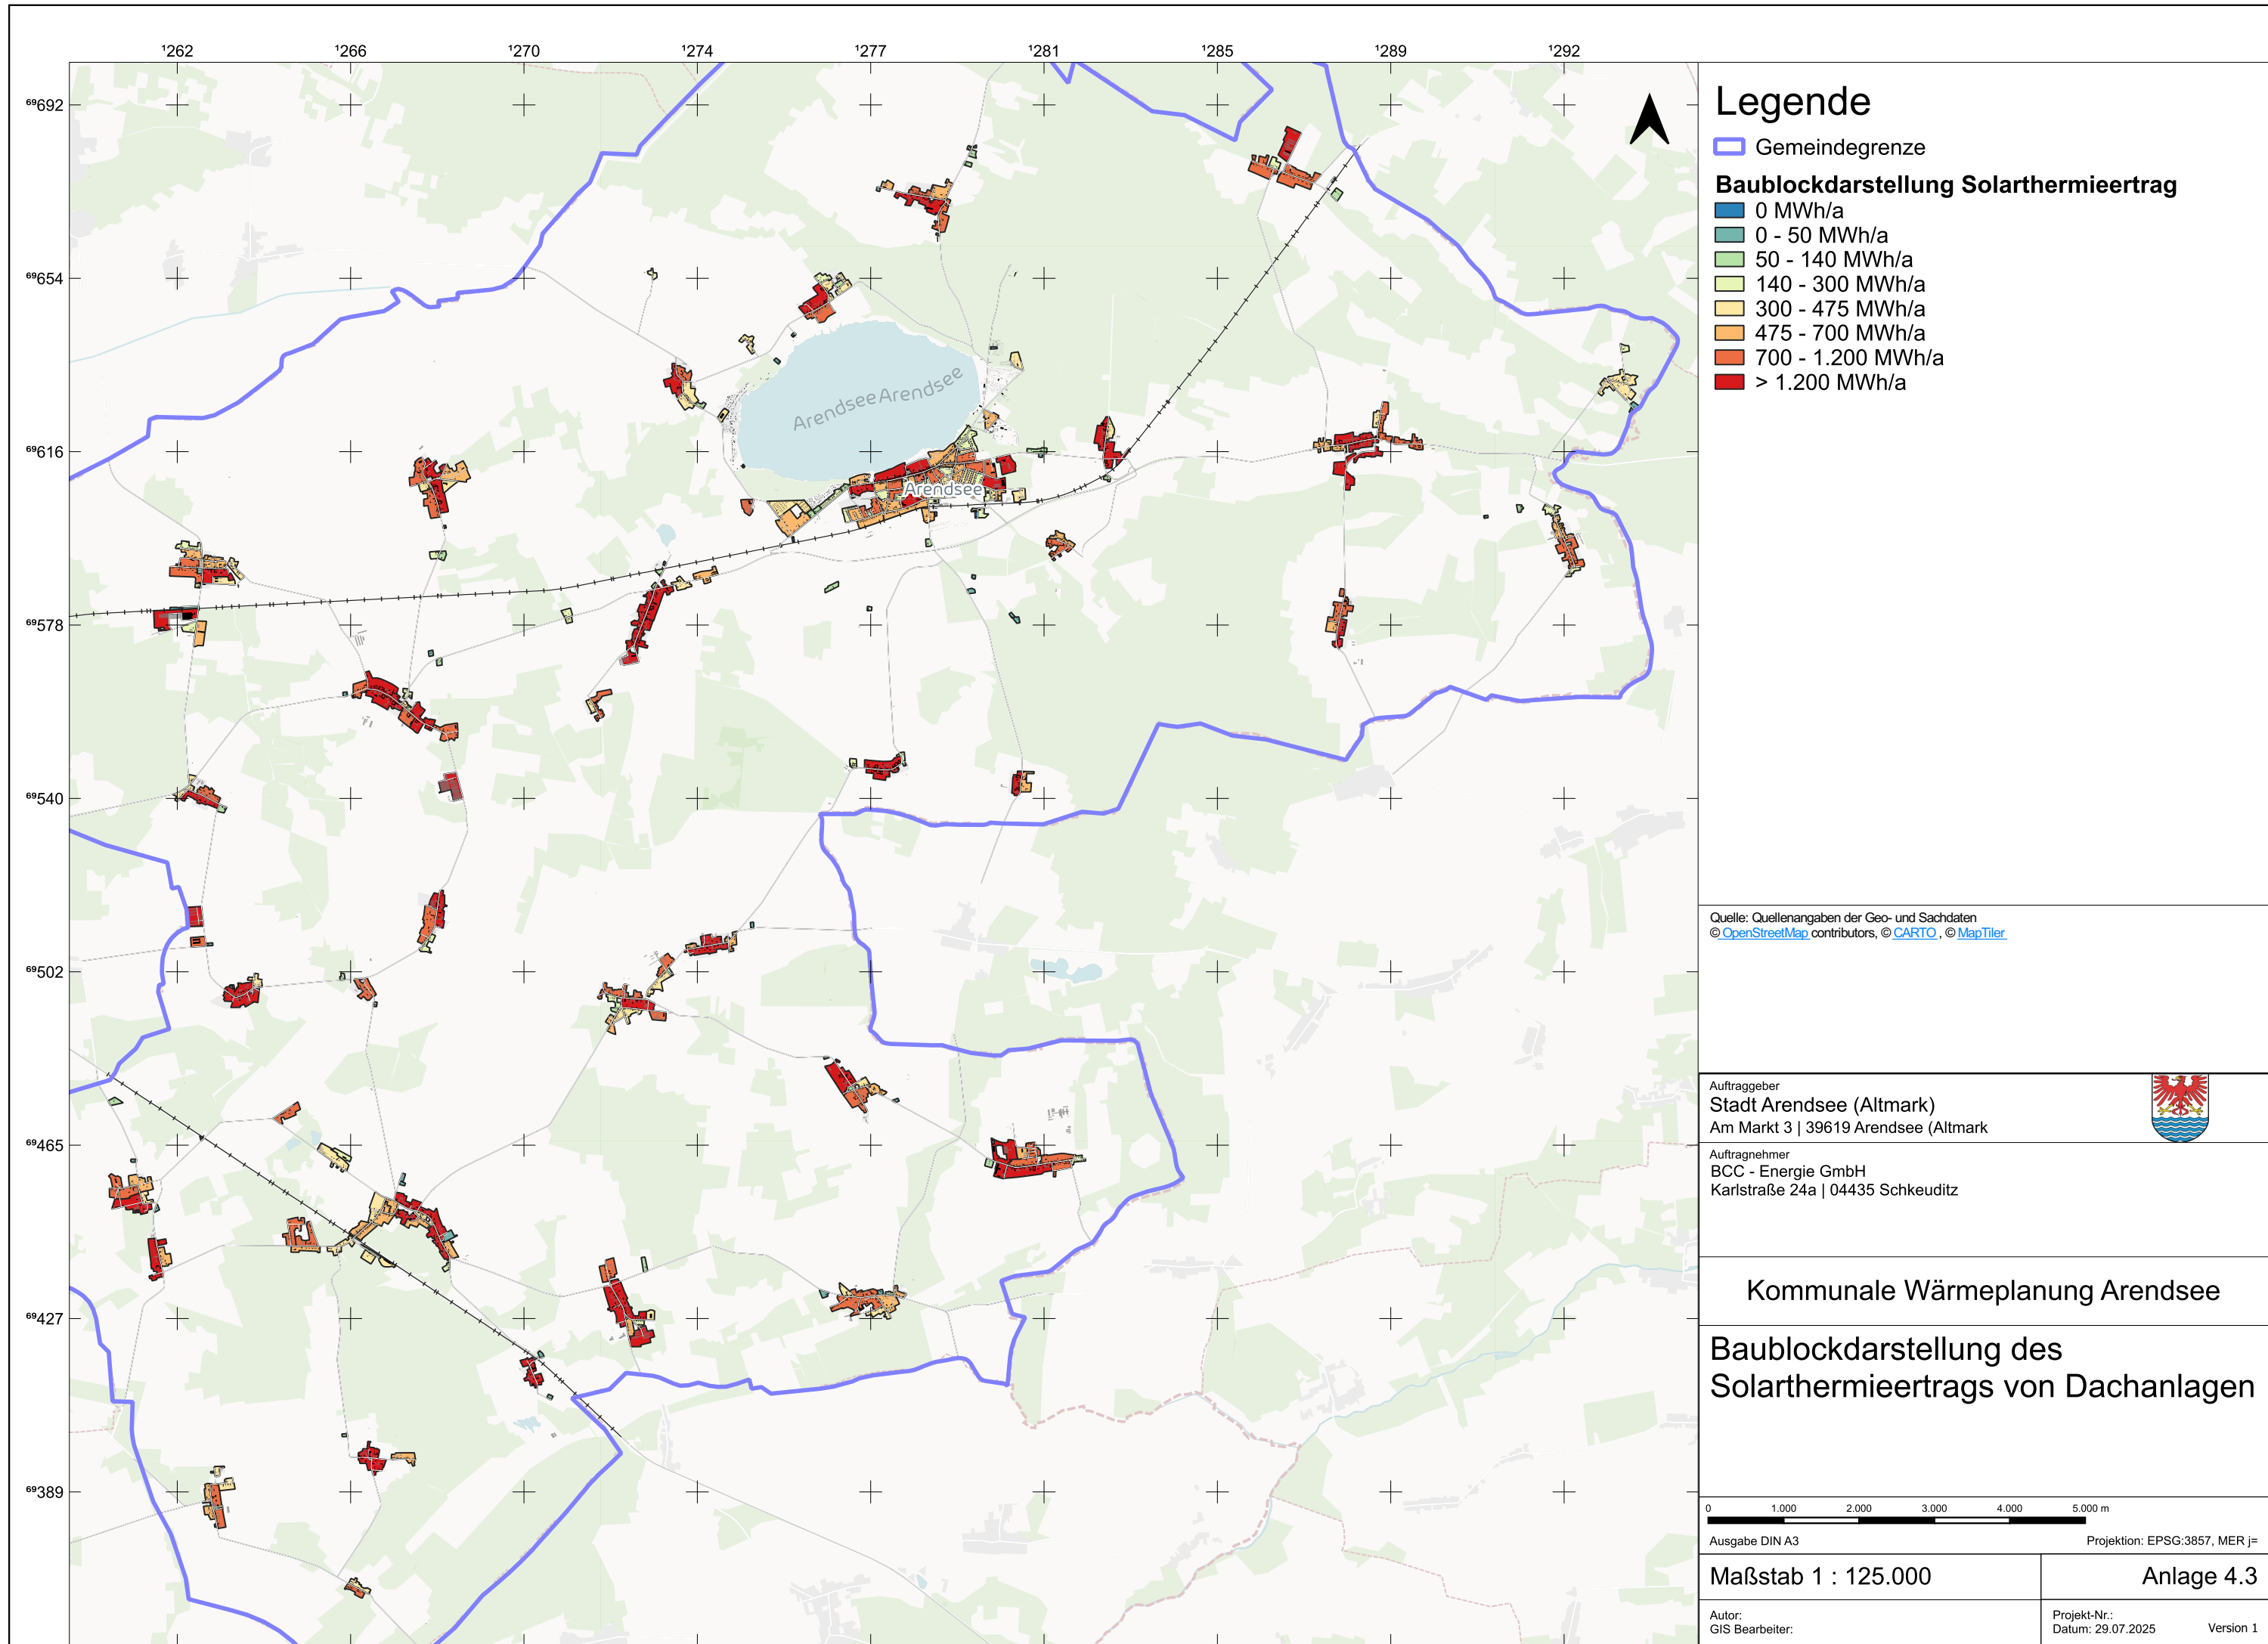 ¹262 ¹266 ¹270 ¹274 ¹277 ¹281 ¹285 ¹289 ¹292
⁶⁹692
⁶⁹654
⁶⁹616
⁶⁹578
⁶⁹540
⁶⁹502
⁶⁹465
⁶⁹427
⁶⁹389
Arendsee Arendsee
Arendsee
Legende
Gemeindegrenze
Baublockdarstellung Solarthermieertrag
0 MWh/a
0 - 50 MWh/a
50 - 140 MWh/a
140 - 300 MWh/a
300 - 475 MWh/a
475 - 700 MWh/a
700 - 1.200 MWh/a
> 1.200 MWh/a
Quelle: Quellenangaben der Geo- und Sachdaten
© OpenStreetMap contributors, © CARTO , © MapTiler
Auftraggeber
Stadt Arendsee (Altmark)
Am Markt 3 | 39619 Arendsee (Altmark
Auftragnehmer
BCC - Energie GmbH
Karlstraße 24a | 04435 Schkeuditz
Kommunale Wärmeplanung Arendsee
Baublockdarstellung des
Solarthermieertrags von Dachanlagen
0 1.000 2.000 3.000 4.000 5.000 m
Ausgabe DIN A3 Projektion: EPSG:3857, MER j=
Maßstab 1 : 125.000 Anlage 4.3
Autor:
GIS Bearbeiter:
Projekt-Nr.:
Datum: 29.07.2025 Version 1